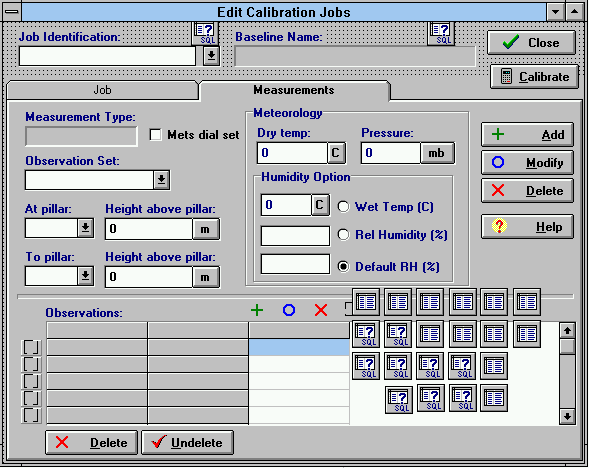 Edit Calibration Jobs
Job Identification:
SQL
Baseline Name:
SQL
Close
Calibrate
Job
Measurements
Measurement Type:
Mets dial set
Observation Set:
At pillar:
Height above pillar:
0
m
To pillar:
Height above pillar:
0
m
Meteorology
Dry temp:
Pressure:
0
C
0
mb
Humidity Option
0
C
Wet Temp (C)
Rel Humidity (%)
Default RH (%)
Add
Modify
Delete
Help
Observations:
SQL SQL
SQL SQL SQL SQL
SQL SQL SQL
Delete
Undelete